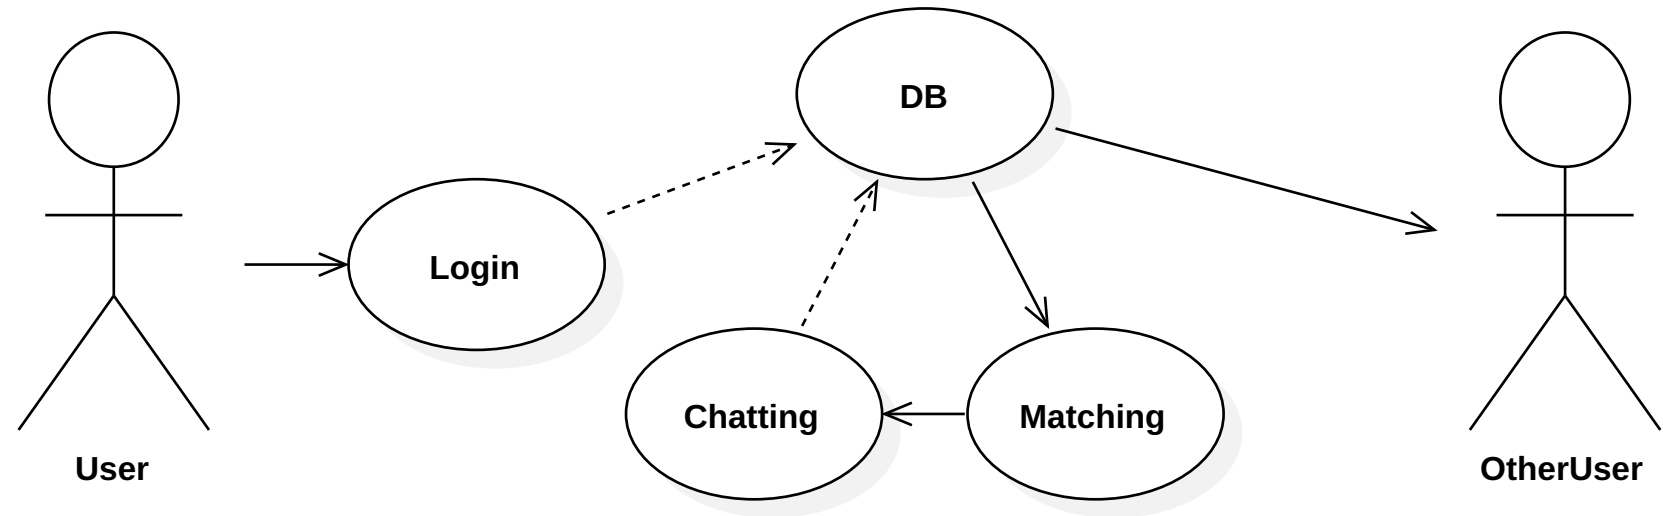 DB
Login
Chatting
Matching
User
OtherUser